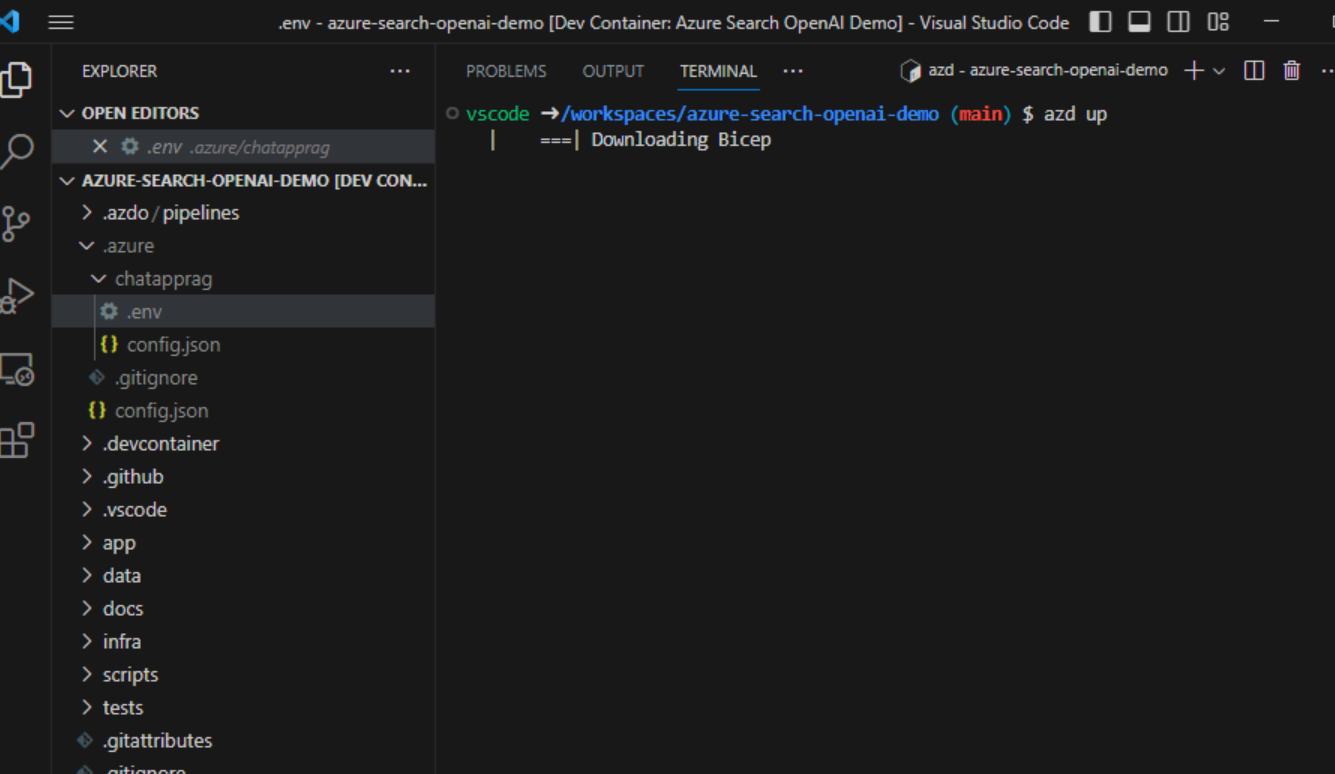 .env - azure-search-openai-demo [Dev Container: Azure Search OpenAI Demo] - Visual Studio Code
EXPLORER
OPEN EDITORS
.env .azure/chatapprag
AZURE-SEARCH-OPENAI-DEMO [DEV CON...
.azdo / pipelines
.azure
chatapprag
.env
config.json
.gitignore
config.json
.devcontainer
.github
.vscode
app
data
docs
infra
scripts
tests
.gitattributes
.gitignore
PROBLEMS OUTPUT TERMINAL ... azd - azure-search-openai-demo
vscode ➜/workspaces/azure-search-openai-demo (main) $ azd up
|     ===| Downloading Bicep